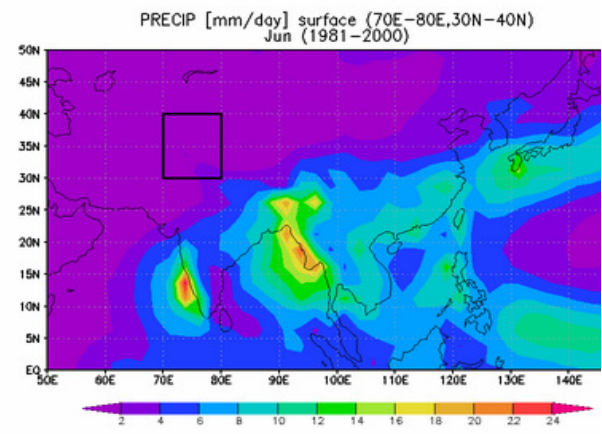 PRECIP [mm/day] surface (70E−80E,30N−40N)
Jun (1981−2000)
50N
45N
40N
35N
30N
25N
20N
15N
10N
5N
EQ
50E 60E 70E 80E 90E 100E 110E 120E 130E 140E
2 4 6 8 10 12 14 16 18 20 22 24